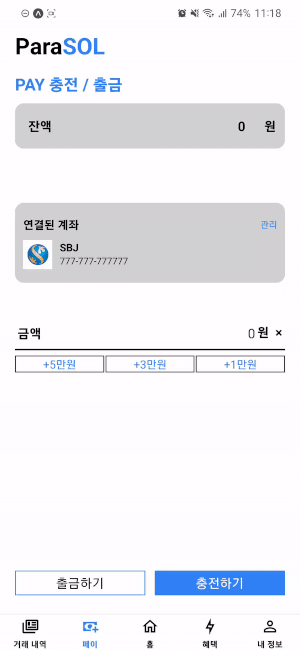 74% 11:18
ParaSOL
PAY 충전 / 출금
잔액 0 원
연결된 계좌 관리
SBJ
777-777-777777
금액 0 원 ×
+5만원 +3만원 +1만원
출금하기 충전하기
거래 내역 페이 홈 혜택 내 정보